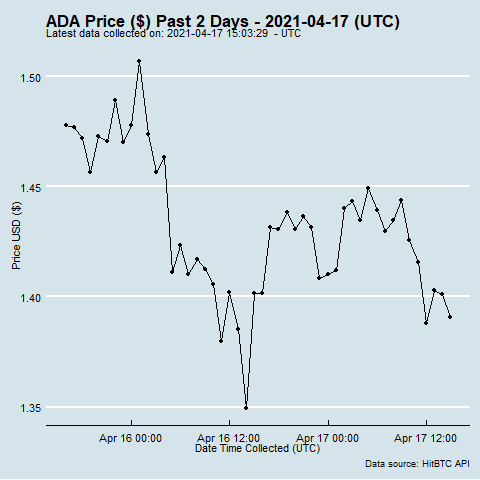 ADA Price ($) Past 2 Days - 2021-04-17 (UTC)
Latest data collected on: 2021-04-17 15:03:29 - UTC
1.50
1.45
1.40
1.35
Price USD ($)
Apr 16 00:00 Apr 16 12:00 Apr 17 00:00 Apr 17 12:00
Date Time Collected (UTC)
Data source: HitBTC API